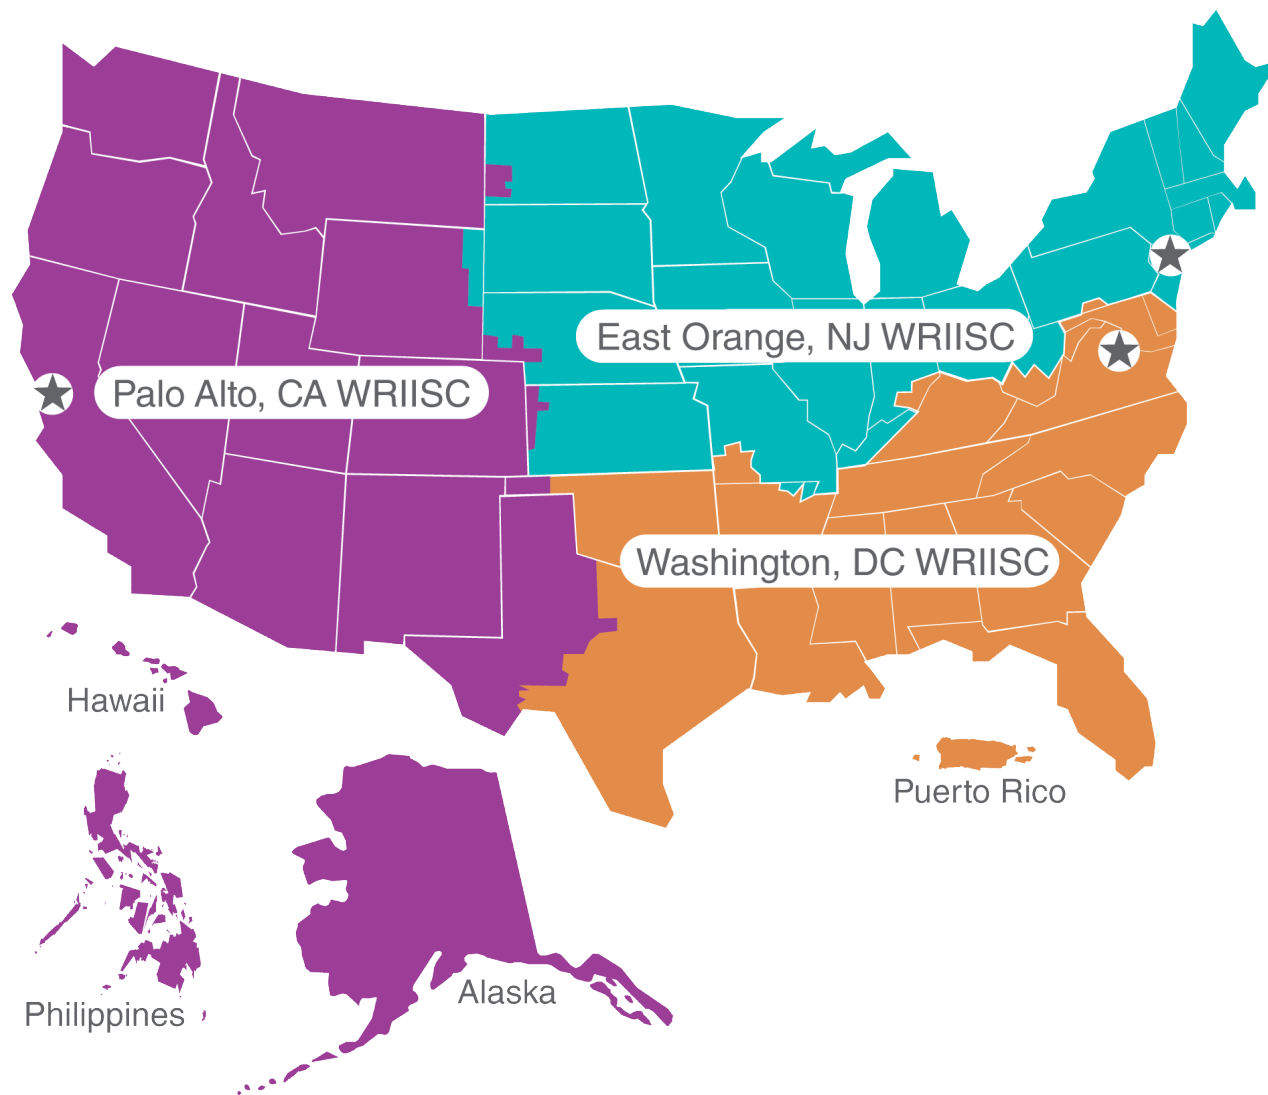 East Orange, NJ WRIISC
Palo Alto, CA WRIISC
Washington, DC WRIISC
Hawaii
Puerto Rico
Alaska
Philippines